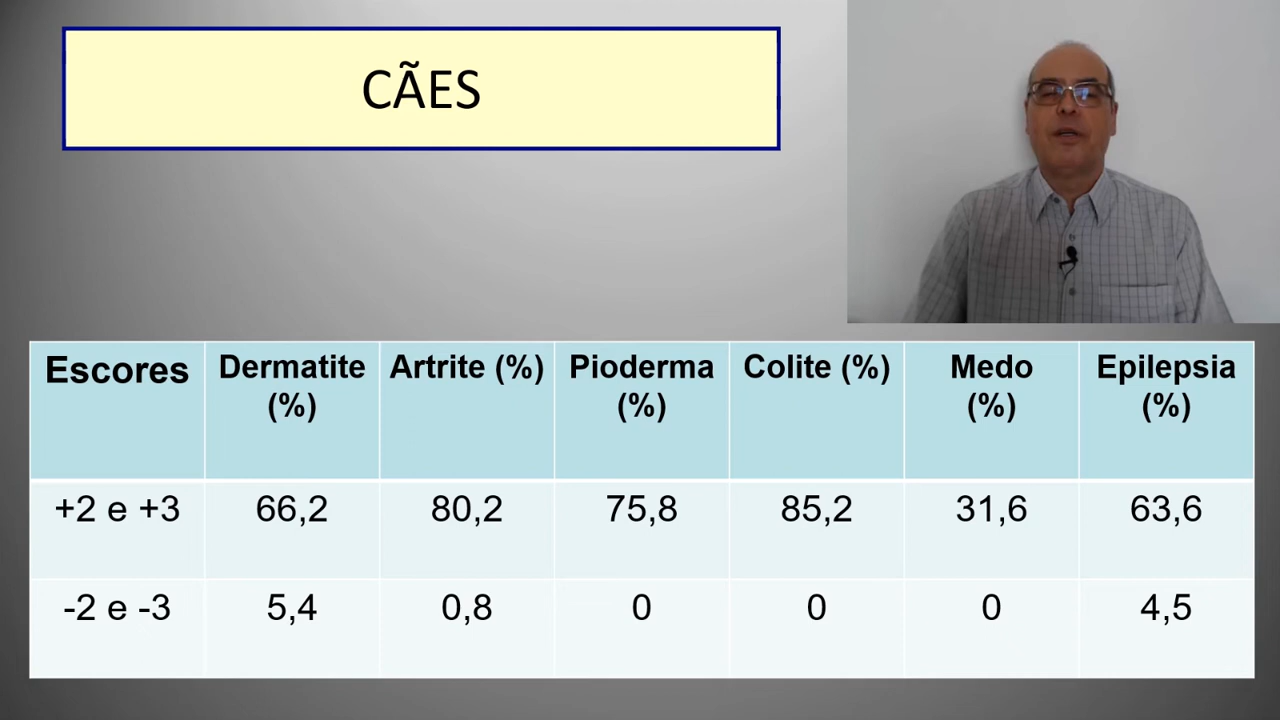 CÃES
Escores Dermatite (%) Artrite (%) Pioderma (%) Colite (%) Medo (%) Epilepsia (%)
+2 e +3 66,2 80,2 75,8 85,2 31,6 63,6
-2 e -3 5,4 0,8 0 0 0 4,5